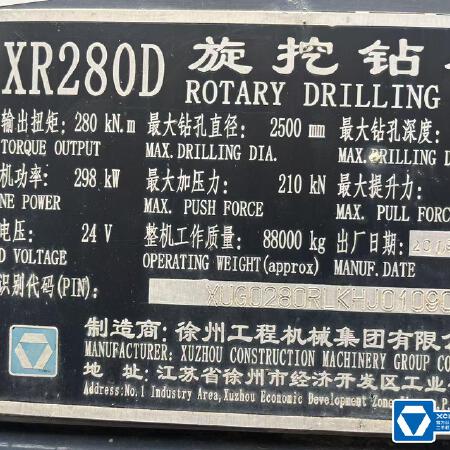 XR280D 旋挖钻
ROTARY DRILLING
输出扭矩: 280 kN.m 最大钻孔直径: 2500 mm 最大钻孔深度:
TORQUE OUTPUT MAX. DRILLING DIA. MAX. DRILLING D
机功率: 298 kW 最大加压力: 210 kN 最大提升力:
NE POWER MAX. PUSH FORCE MAX. PULL FORCE
电压: 24 V 整机工作质量: 88000 kg 出厂日期:
D VOLTAGE OPERATING WEIGHT(approx) MANUF. DATE
识别代码(PIN): XUG0280RLKHJ0109
制造商: 徐州工程机械集团有限
MANUFACTURER: XUZHOU CONSTRUCTION MACHINERY GROUP CO
地 址: 江苏省徐州市经济开发区工业
Address:No.1 Industry Area,Xuzhou Economic Development Zone